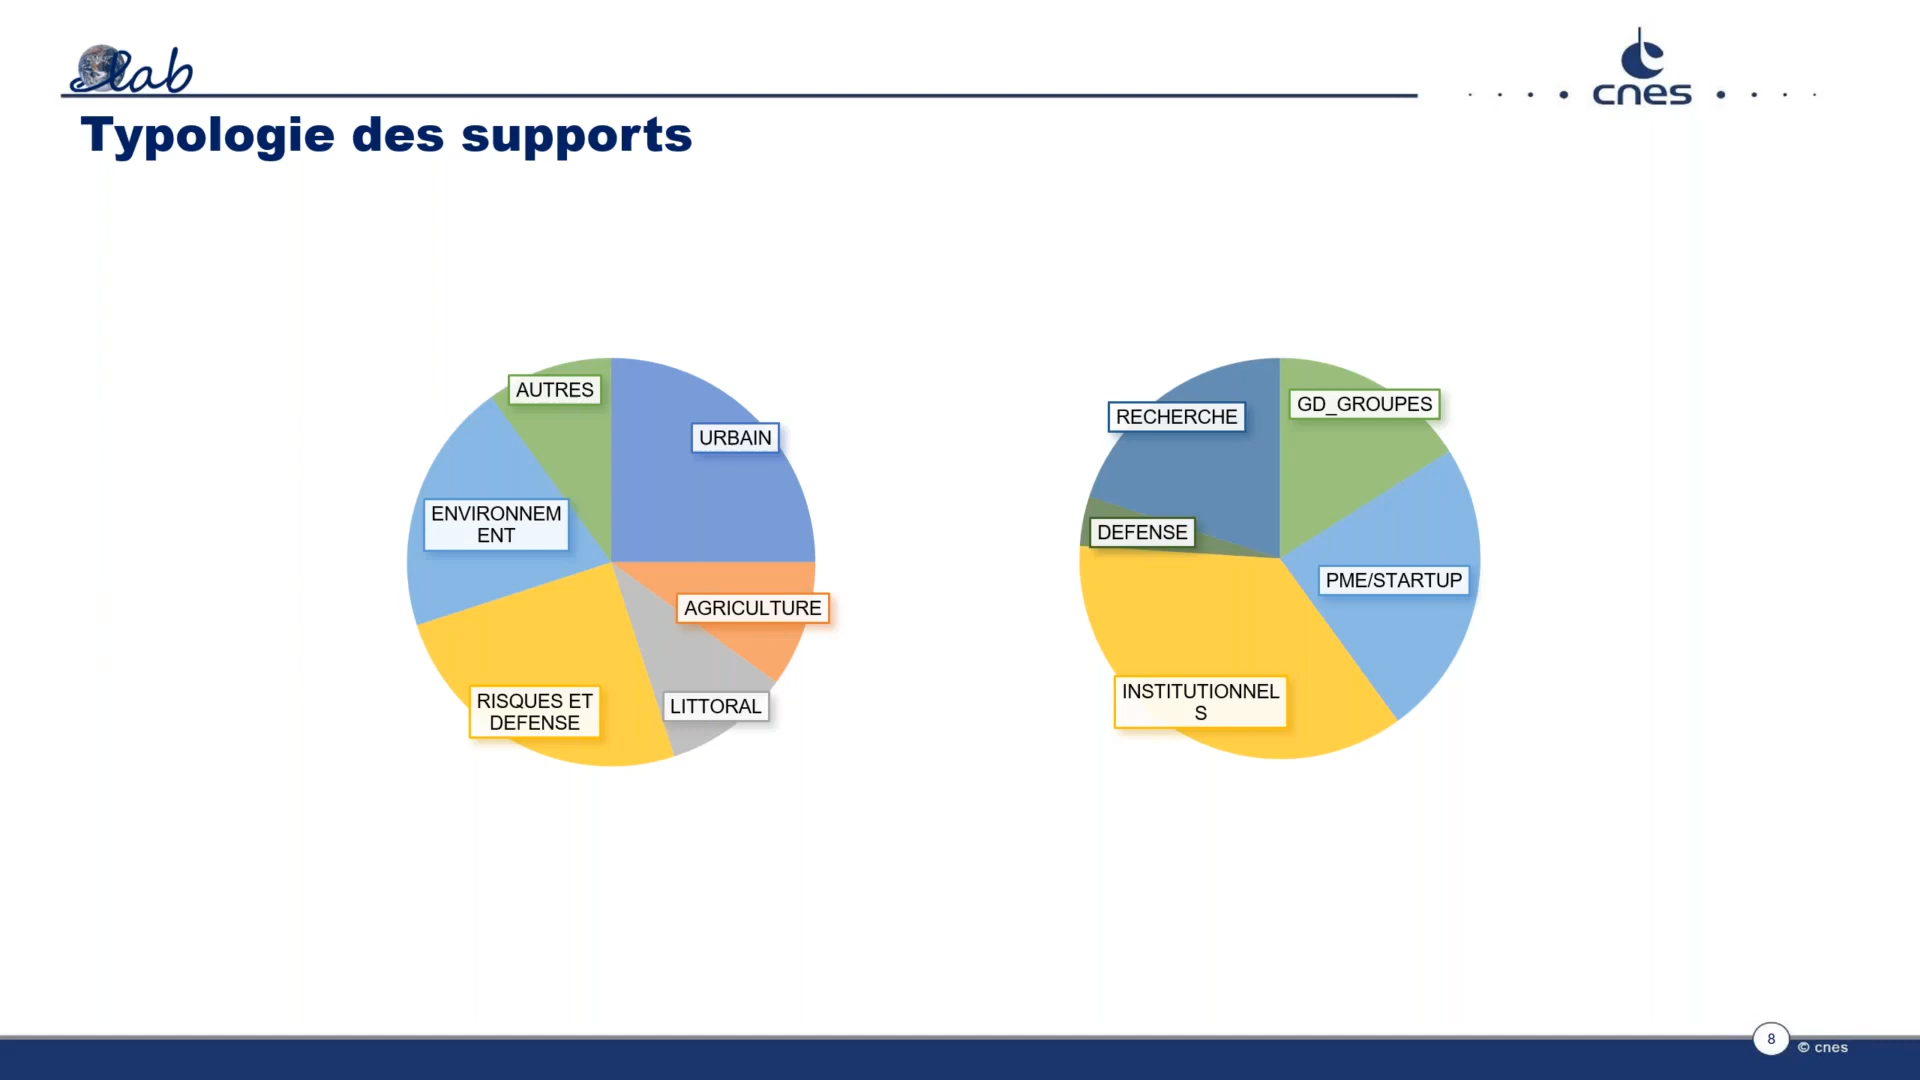 lab
cnes
Typologie des supports
AUTRES
URBAIN
ENVIRONNEM
ENT
AGRICULTURE
RISQUES ET
DEFENSE
LITTORAL
RECHERCHE
GD_GROUPES
DEFENSE
PME/STARTUP
INSTITUTIONNEL
S
8
© cnes